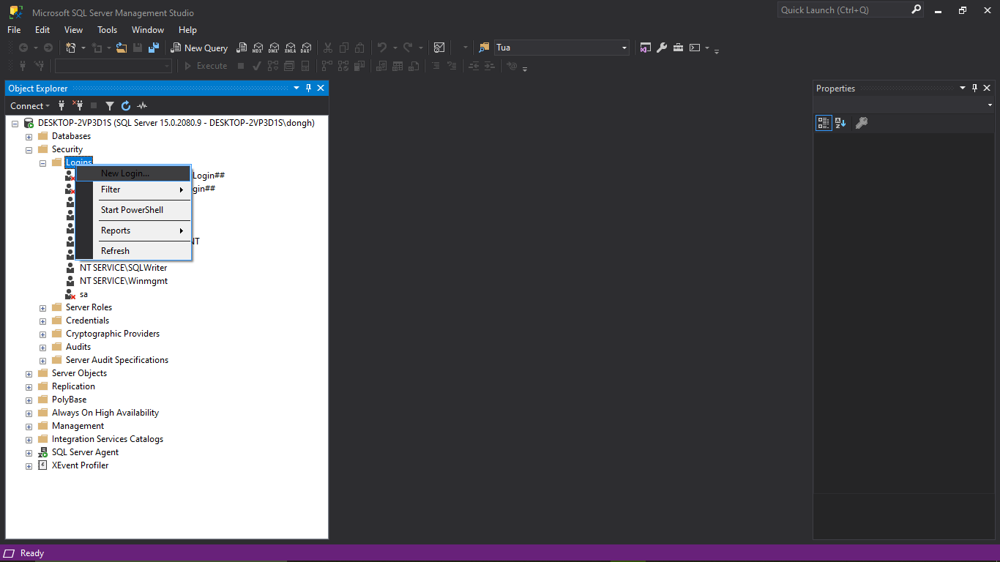 Microsoft SQL Server Management Studio
Quick Launch (Ctrl+Q)
File Edit View Tools Window Help
New Query MDX DMX XMLA DAX Tua
Execute
Object Explorer
Connect
DESKTOP-2VP3D1S (SQL Server 15.0.2080.9 - DESKTOP-2VP3D1S\dongh)
Databases
Security
Logins
New Login...
Login##
Filter
gin##
Start PowerShell
Reports
NT
Refresh
NT SERVICE\SQLWriter
NT SERVICE\Winmgmt
sa
Server Roles
Credentials
Cryptographic Providers
Audits
Server Audit Specifications
Server Objects
Replication
PolyBase
Always On High Availability
Management
Integration Services Catalogs
SQL Server Agent
XEvent Profiler
Properties
Ready